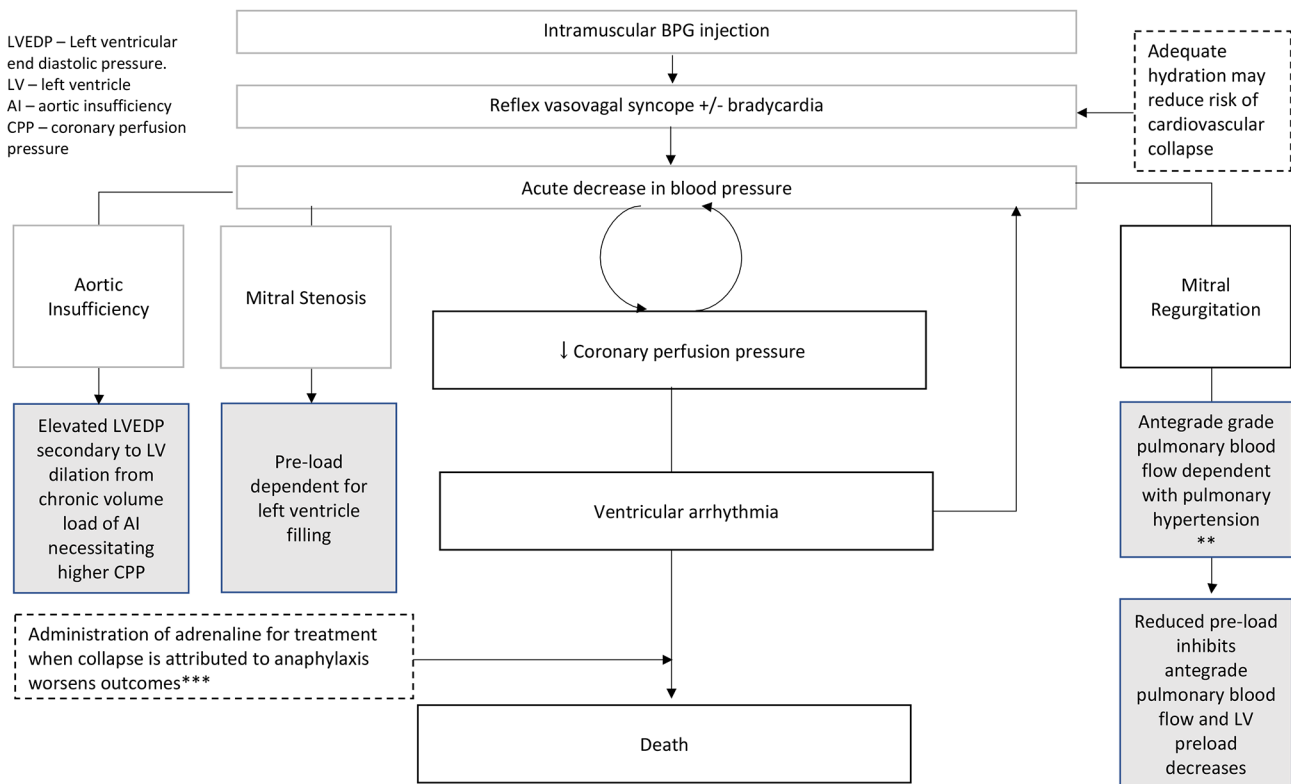 LVEDP – Left ventricular
end diastolic pressure.
LV – left ventricle
AI – aortic insufficiency
CPP – coronary perfusion
pressure
Intramuscular BPG injection
Adequate
hydration may
reduce risk of
cardiovascular
collapse
Reflex vasovagal syncope +/- bradycardia
Acute decrease in blood pressure
Aortic
Insufficiency
Mitral Stenosis
Mitral
Regurgitation
↓ Coronary perfusion pressure
Elevated LVEDP
secondary to LV
dilation from
chronic volume
load of AI
necessitating
higher CPP
Pre-load
dependent for
left ventricle
filling
Antegrade grade
pulmonary blood
flow dependent
with pulmonary
hypertension
**
Ventricular arrhythmia
Administration of adrenaline for treatment
when collapse is attributed to anaphylaxis
worsens outcomes***
Reduced pre-load
inhibits
antegrade
pulmonary blood
flow and LV
preload
decreases
Death